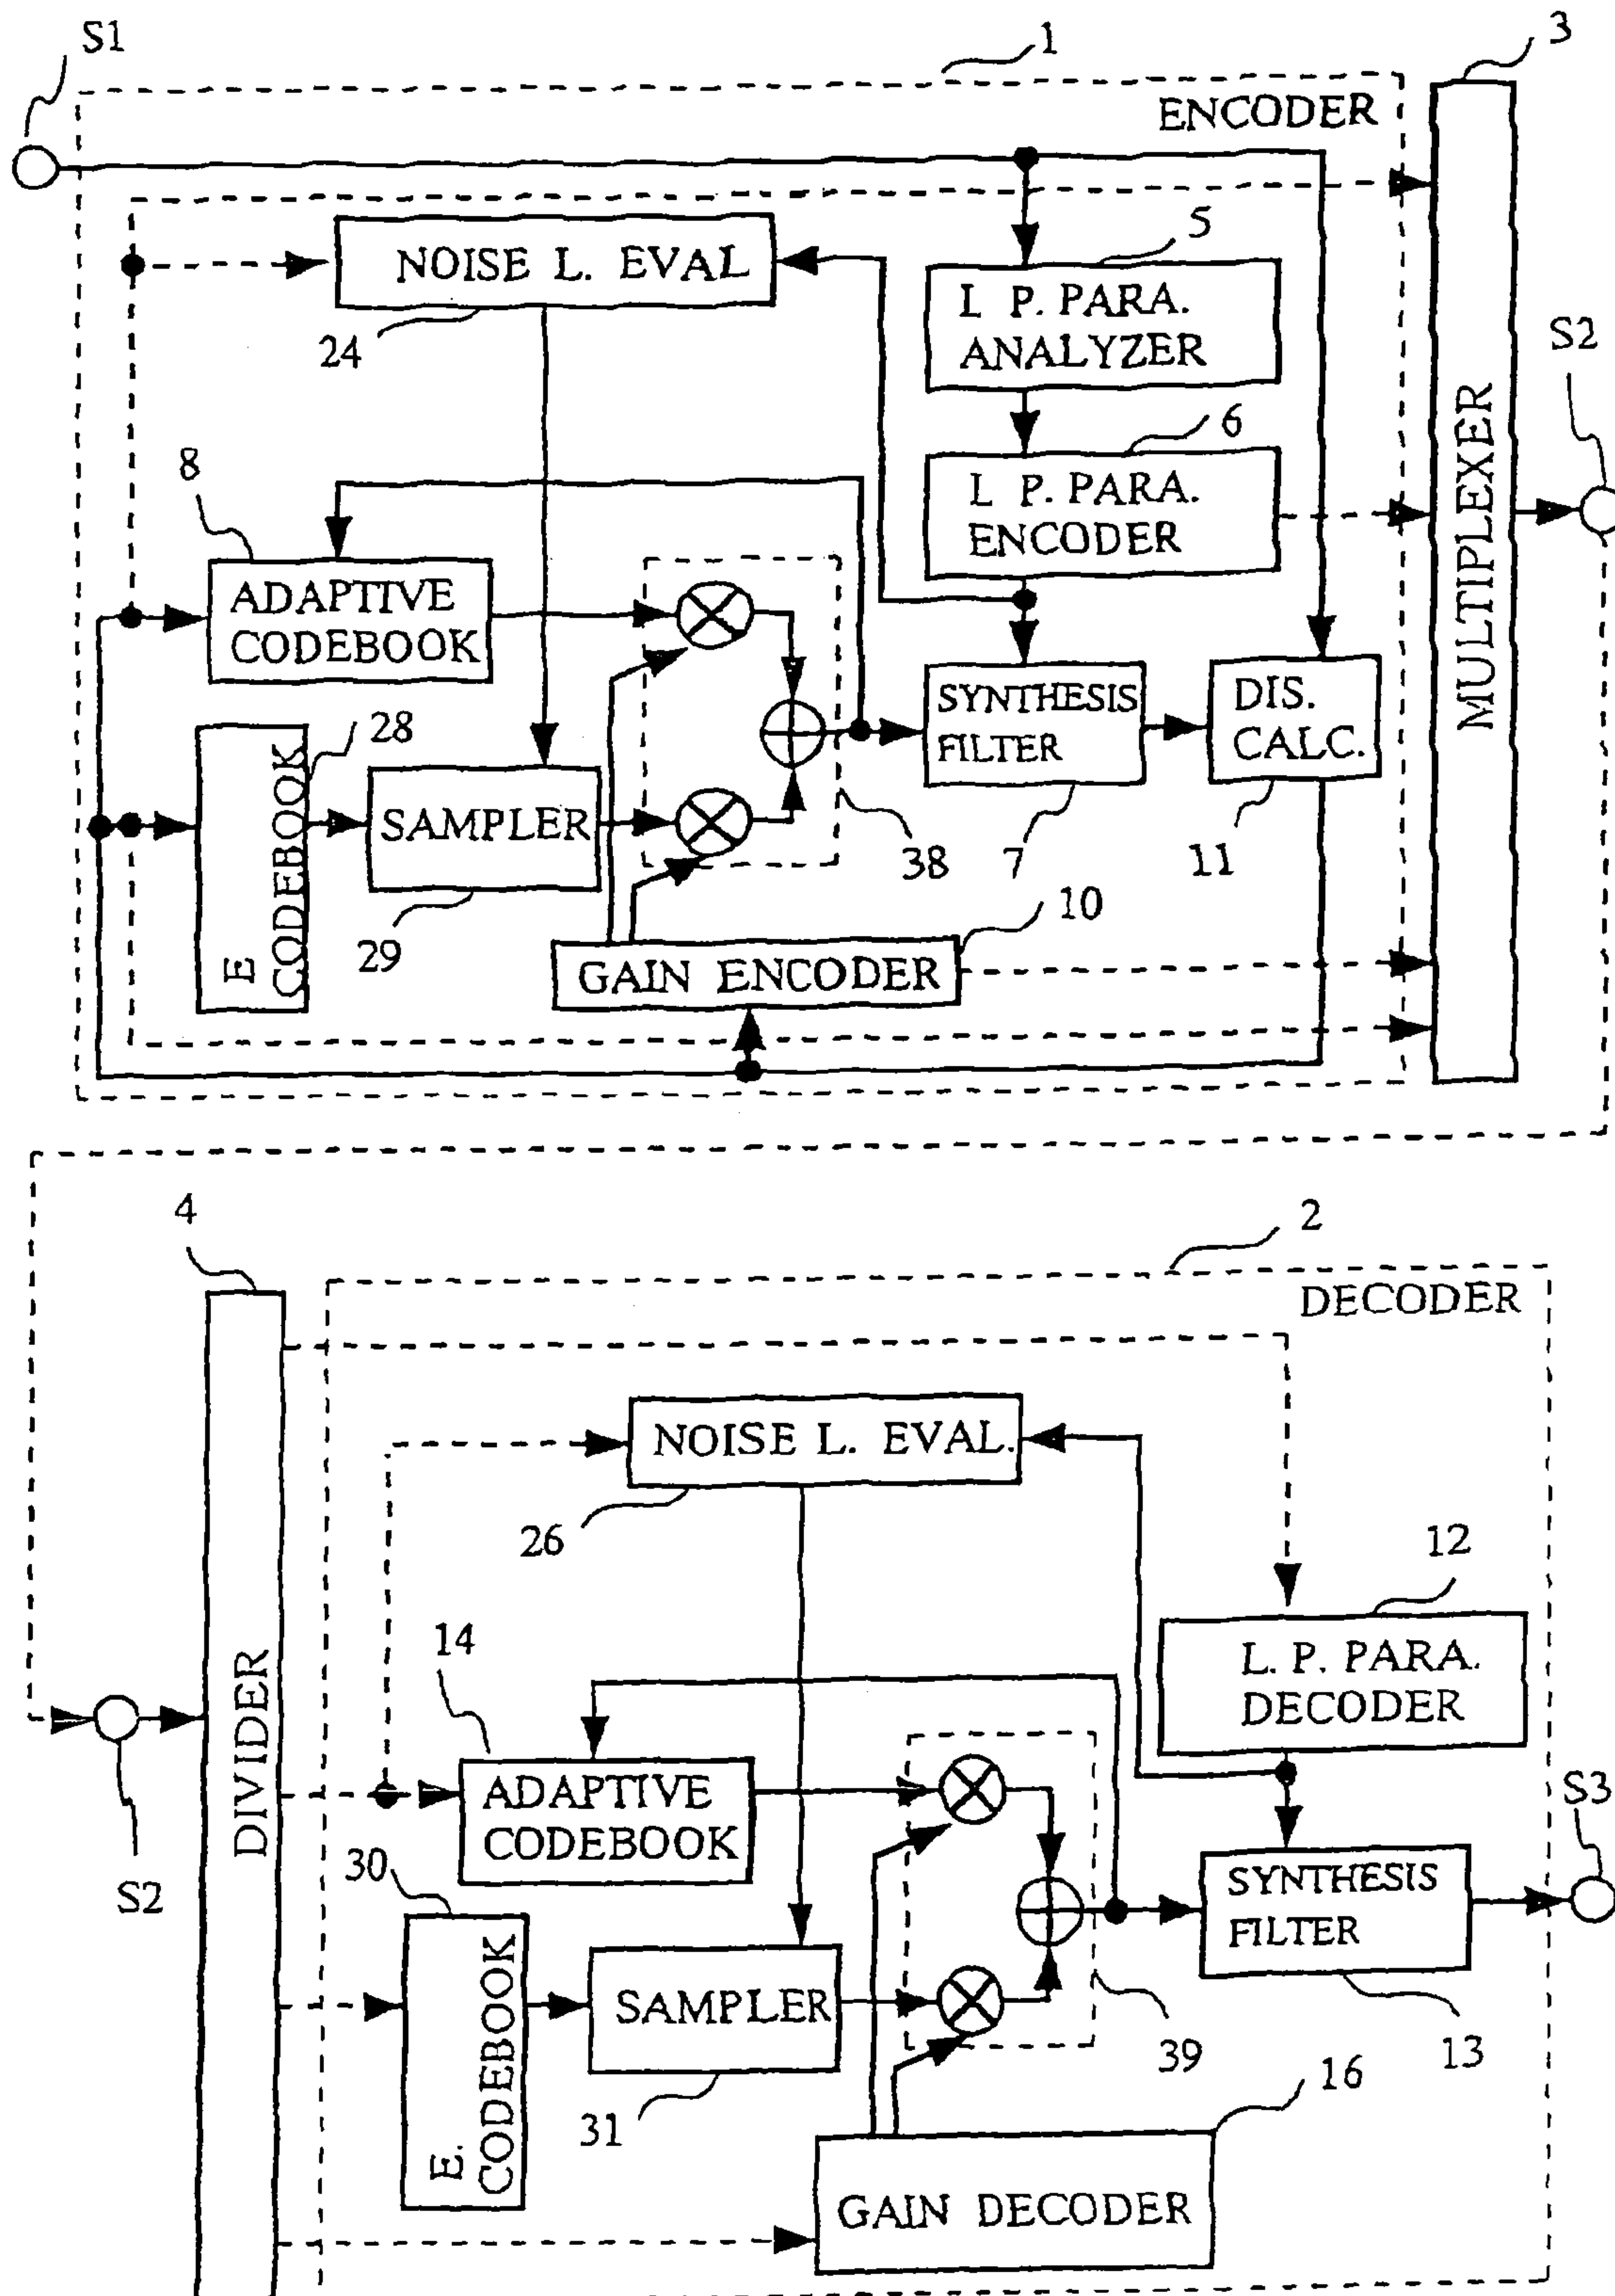 S1
1
3
ENCODER
NOISE L. EVAL
24
5
L P. PARA.
ANALYZER
S2
6
L P. PARA.
ENCODER
MULTIPLEXER
8
ADAPTIVE
CODEBOOK
28
E
CODEBOOK
SAMPLER
29
38
SYNTHESIS
FILTER
7
DIS.
CALC.
11
10
GAIN ENCODER
4
2
DECODER
DIVIDER
NOISE L. EVAL.
26
12
L. P. PARA.
DECODER
14
ADAPTIVE
CODEBOOK
S3
S2
30
E.
CODEBOOK
SAMPLER
31
39
SYNTHESIS
FILTER
13
16
GAIN DECODER